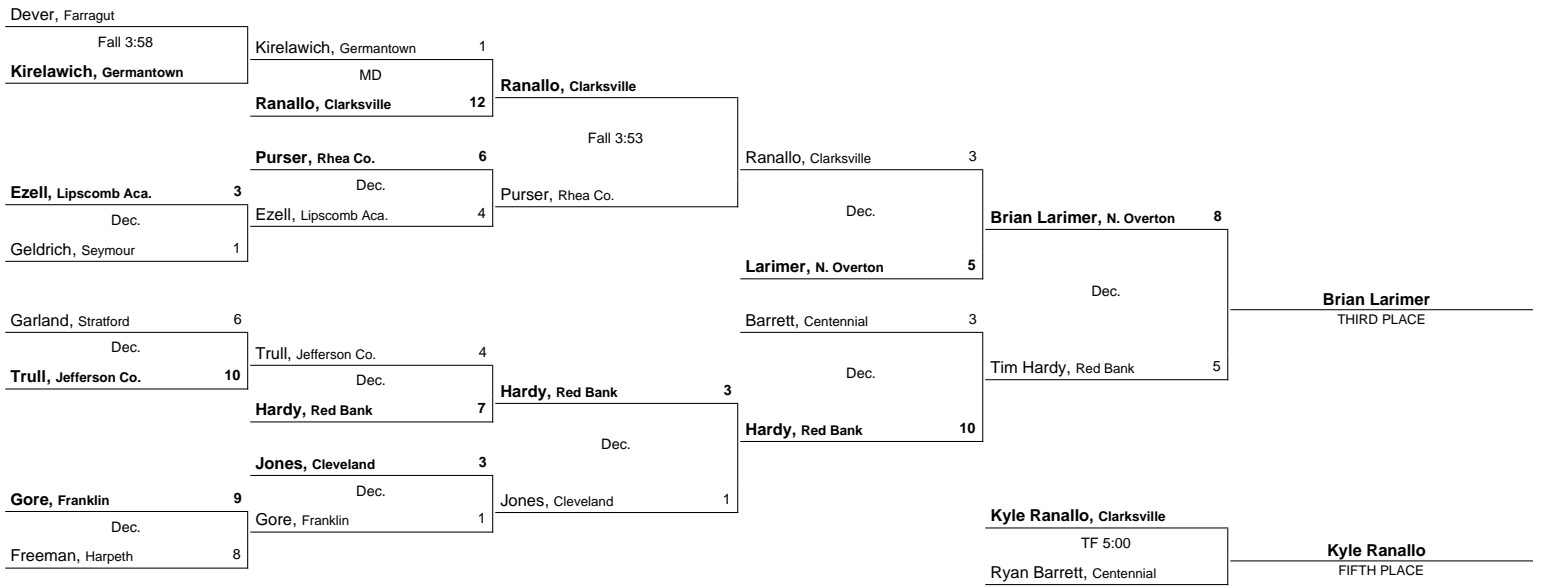 Dever, Farragut
Fall 3:58
Kirelawich, Germantown
Ezell, Lipscomb Aca. 3
Dec.
Geldrich, Seymour 1
Garland, Stratford 6
Dec.
Trull, Jefferson Co. 10
Gore, Franklin 9
Dec.
Freeman, Harpeth 8
Kirelawich, Germantown 1
MD
Ranallo, Clarksville 12
Purser, Rhea Co. 6
Dec.
Ezell, Lipscomb Aca. 4
Trull, Jefferson Co. 4
Dec.
Hardy, Red Bank 7
Jones, Cleveland 3
Dec.
Gore, Franklin 1
Ranallo, Clarksville
Fall 3:53
Purser, Rhea Co.
Hardy, Red Bank 3
Dec.
Jones, Cleveland 1
Ranallo, Clarksville 3
Dec.
Larimer, N. Overton 5
Barrett, Centennial 3
Dec.
Hardy, Red Bank 10
Brian Larimer, N. Overton 8
Dec.
Tim Hardy, Red Bank 5
Brian Larimer
THIRD PLACE
Kyle Ranallo, Clarksville
TF 5:00
Ryan Barrett, Centennial
Kyle Ranallo
FIFTH PLACE